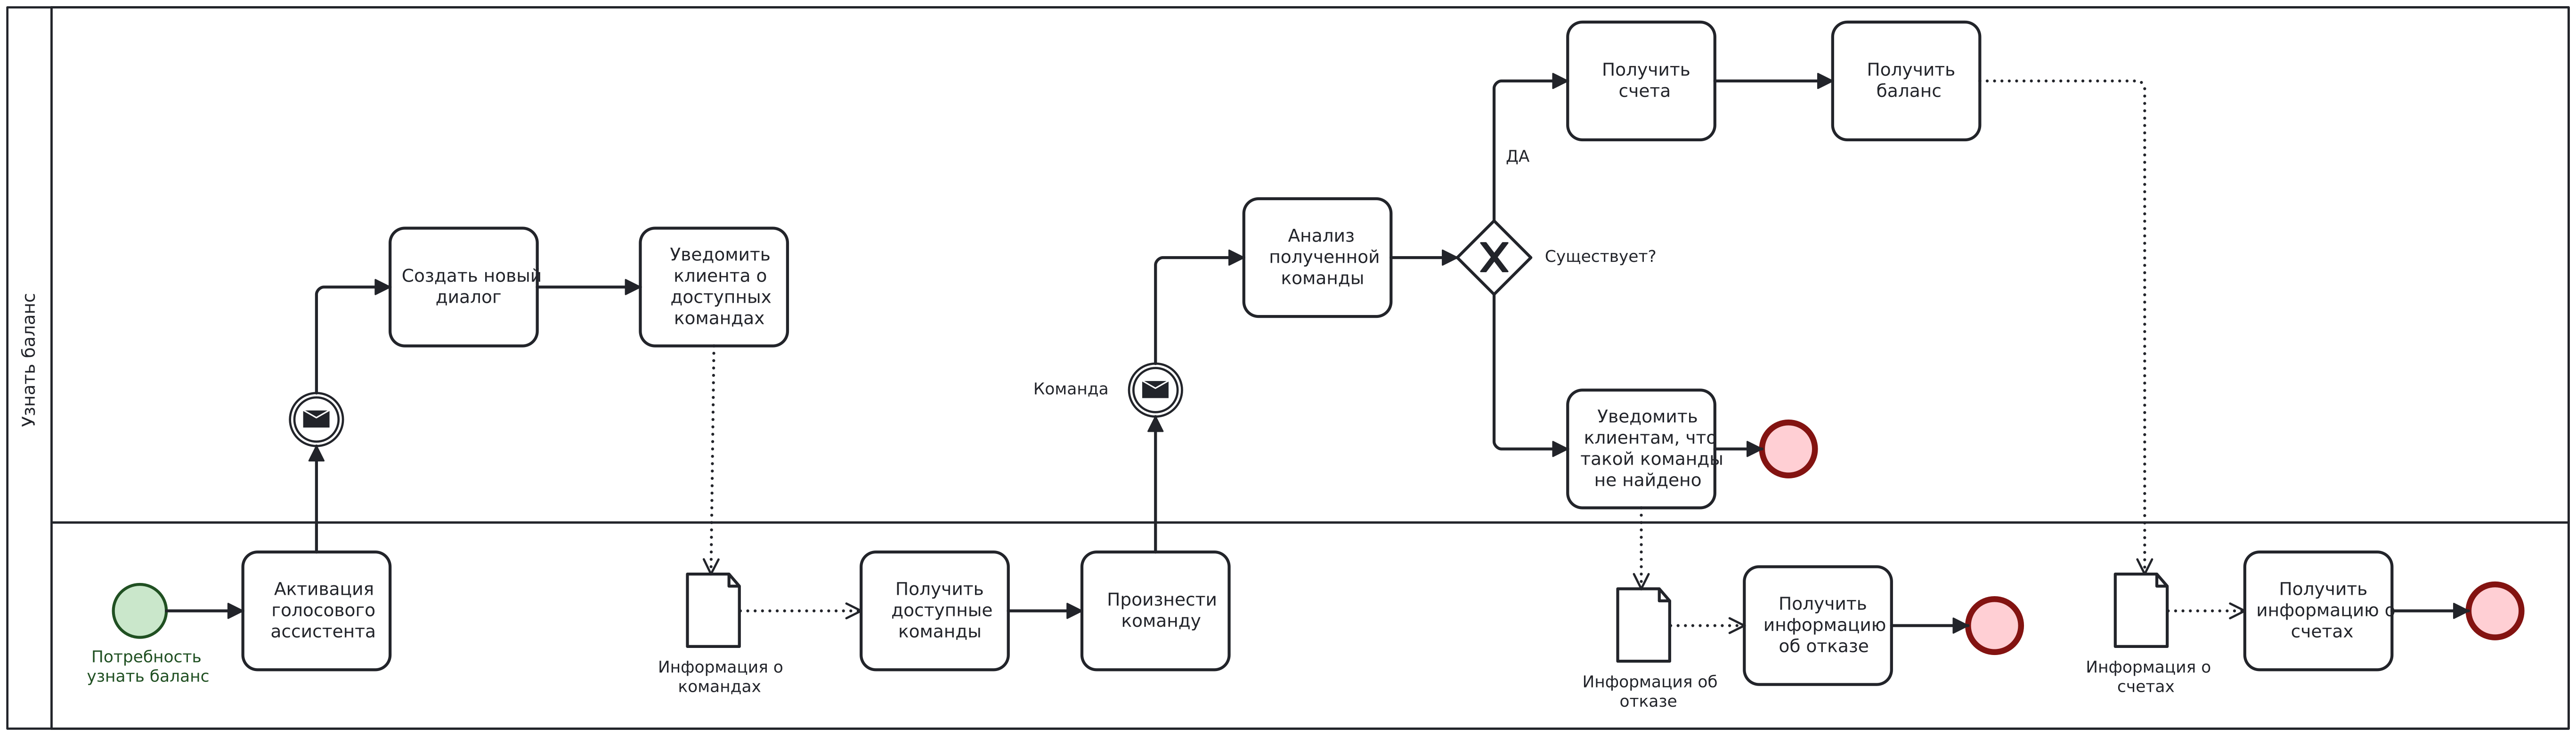 Узнать баланс
Получить
счета
Получить
баланс
ДА
Создать новый
диалог
Уведомить
клиента о
доступных
командах
Анализ
полученной
команды
Существует?
Команда
Уведомить
клиентам, что
такой команды
не найдено
Потребность
узнать баланс
Активация
голосового
ассистента
Информация о
командах
Получить
доступные
команды
Произнести
команду
Информация об
отказе
Получить
информацию
об отказе
Информация о
счетах
Получить
информацию о
счетах